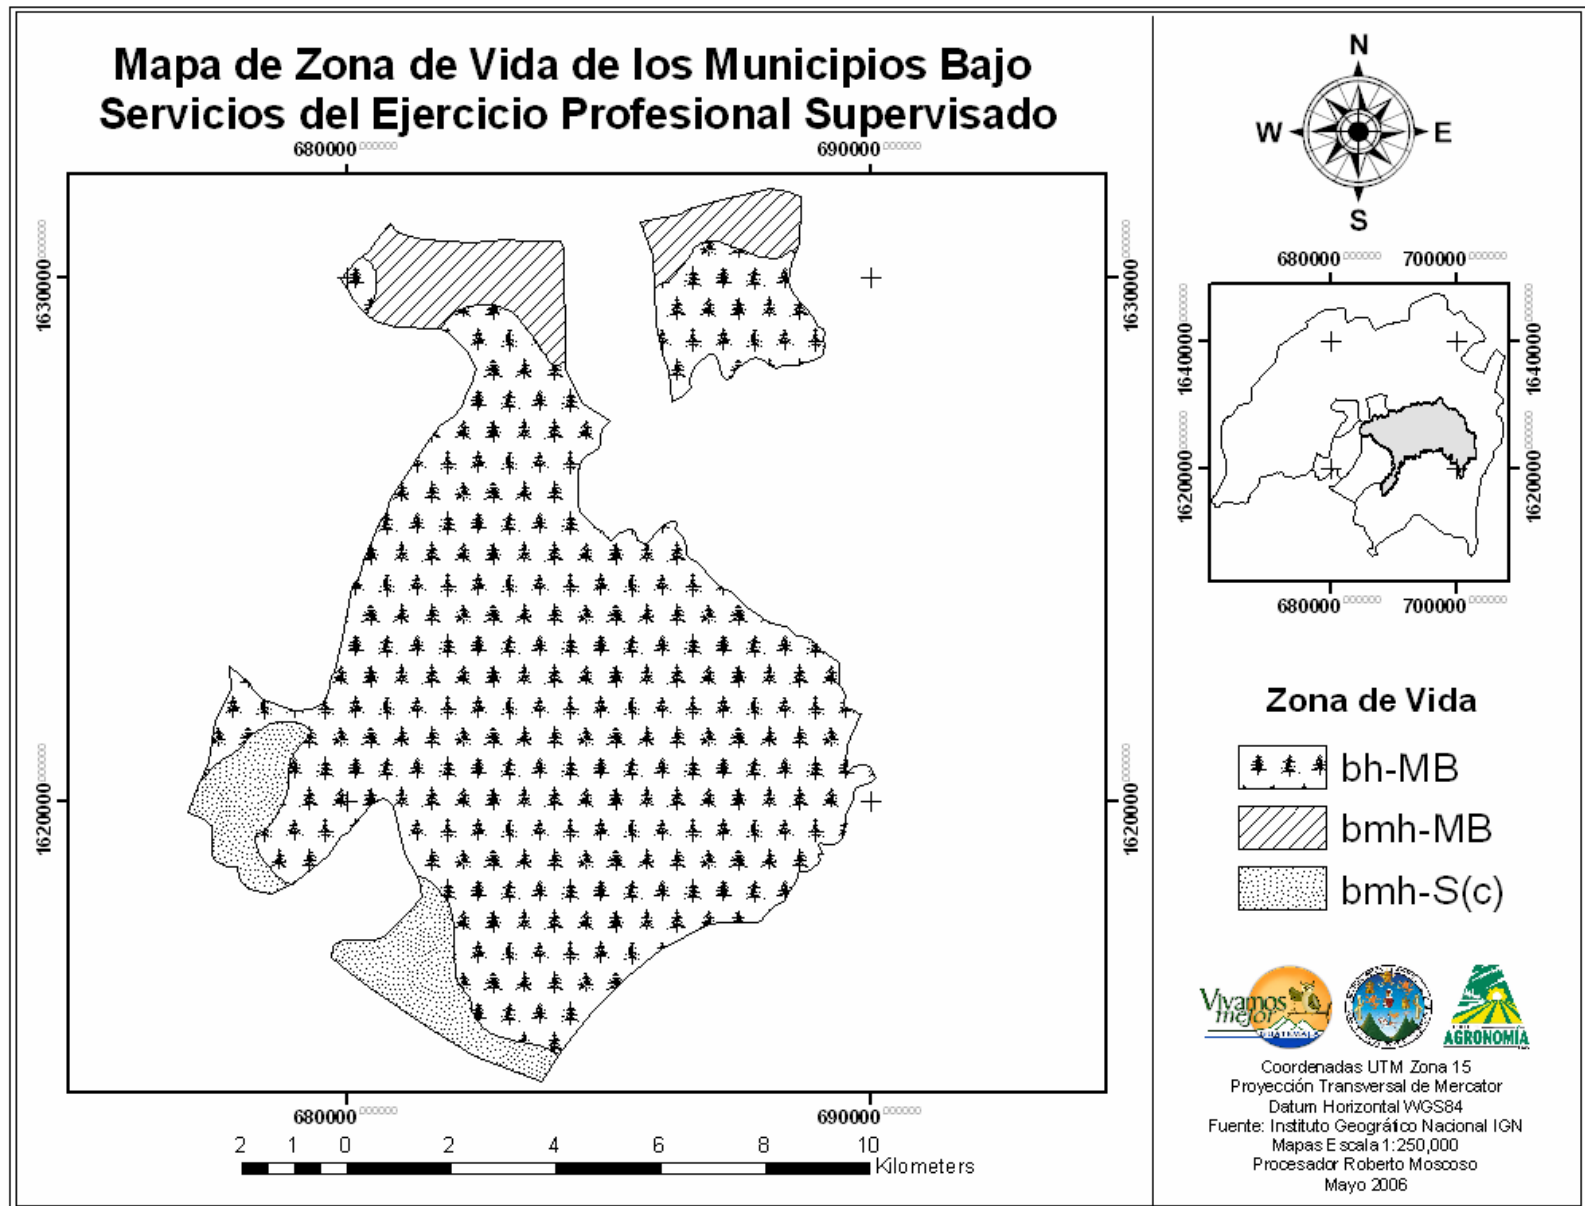 Mapa de Zona de Vida de los Municipios Bajo
Servicios del Ejercicio Profesional Supervisado
680000 690000
1630000 1630000
1620000 1620000
680000 690000
2 1 0 2 4 6 8 10
Kilometers
N
W E
S
680000 700000
1640000 1640000
1620000 1620000
680000 700000
Zona de Vida
bh-MB
bmh-MB
bmh-S(c)
Vivamos
mejor
GUATEMALA
AGRONOMÍA
Coordenadas UTM Zona 15
Proyección Transversal de Mercator
Datum Horizontal WGS84
Fuente: Instituto Geográfico Nacional IGN
Mapas Escala 1:250,000
Procesador Roberto Moscoso
Mayo 2006